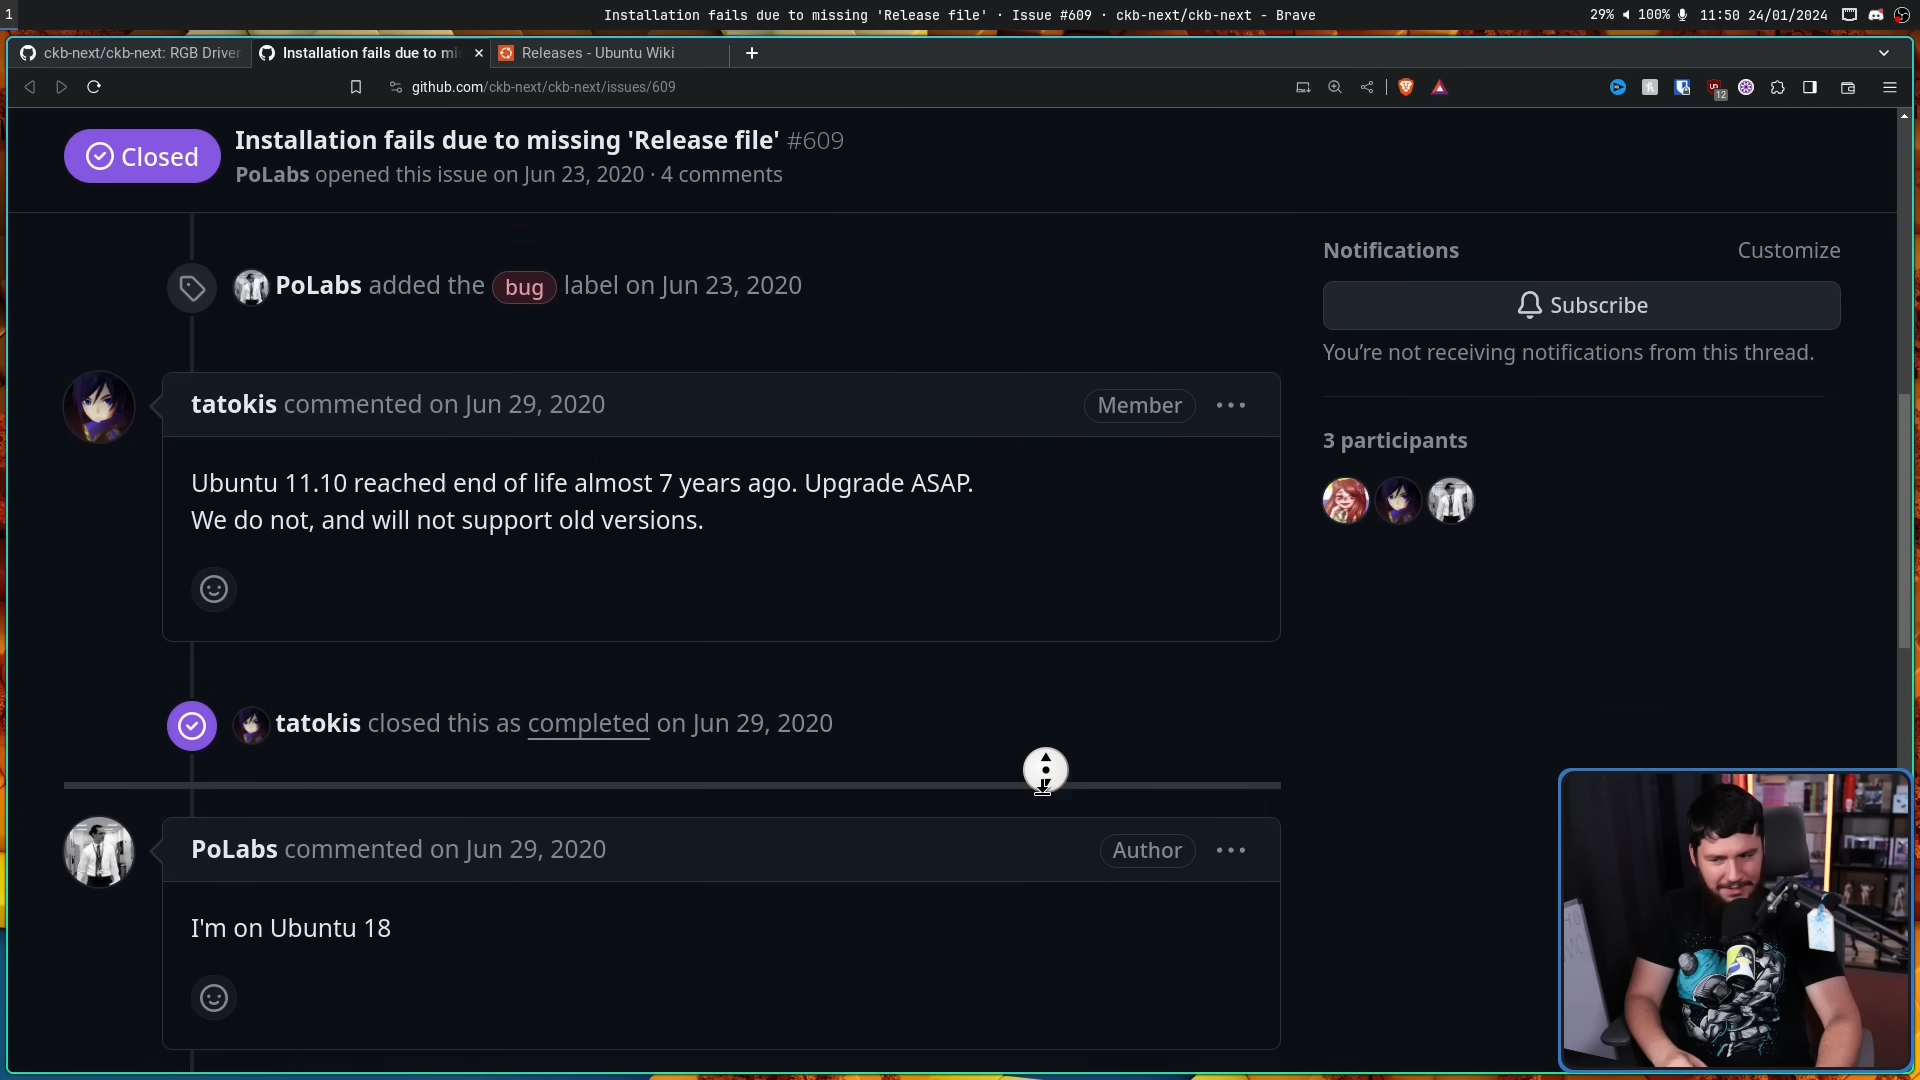 1
Installation fails due to missing 'Release file' · Issue #609 · ckb-next/ckb-next - Brave
29% 100% 11:50 24/01/2024
ckb-next/ckb-next: RGB Driver
Installation fails due to mi
Releases - Ubuntu Wiki
github.com/ckb-next/ckb-next/issues/609
12
Closed
Installation fails due to missing 'Release file' #609
PoLabs opened this issue on Jun 23, 2020 · 4 comments
PoLabs added the bug label on Jun 23, 2020
tatokis commented on Jun 29, 2020
Member
Ubuntu 11.10 reached end of life almost 7 years ago. Upgrade ASAP.
We do not, and will not support old versions.
tatokis closed this as completed on Jun 29, 2020
PoLabs commented on Jun 29, 2020
Author
I'm on Ubuntu 18
Notifications
Customize
Subscribe
You're not receiving notifications from this thread.
3 participants